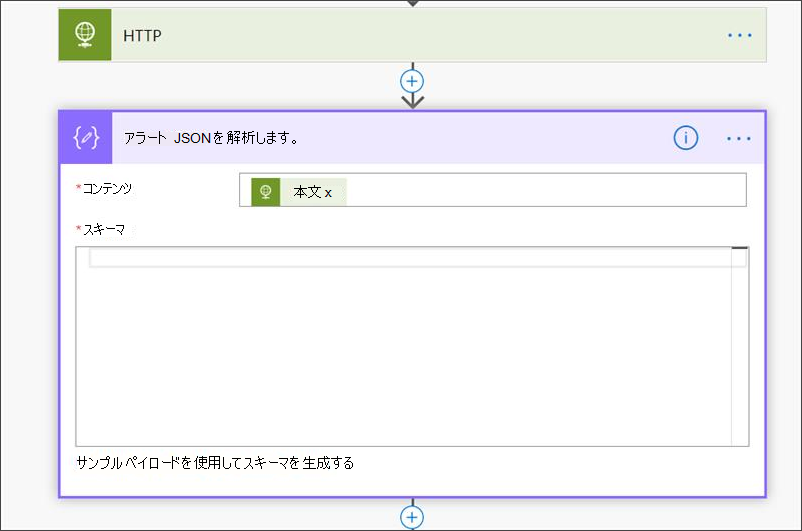 HTTP
アラート JSONを解析します。
*コンテンツ
本文 x
*スキーマ
サンプル ペイロードを使用してスキーマを生成する